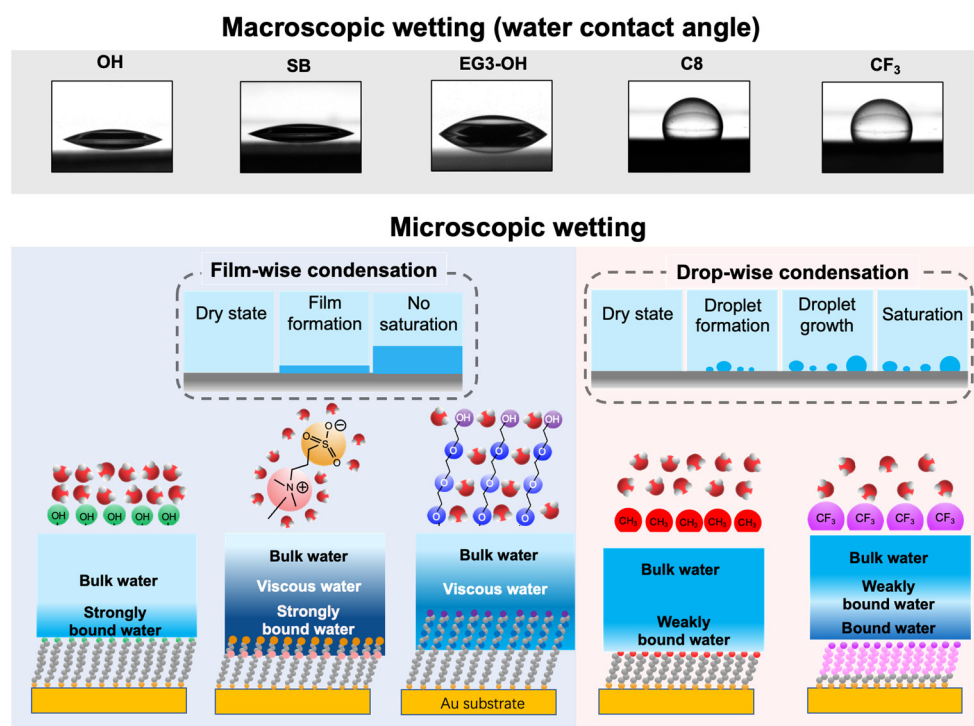 Macroscopic wetting (water contact angle)
OH
SB
EG3-OH
C8
CF₃
Microscopic wetting
Film-wise condensation
Dry state
Film
formation
No
saturation
Drop-wise condensation
Dry state
Droplet
formation
Droplet
growth
Saturation
OH OH OH OH OH
O O⊖
S
O O
N ⊕
OH OH OH
O O O
O O O
CH₃ CH₃ CH₃ CH₃ CH₃
CF₃ CF₃ CF₃ CF₃
Bulk water
Strongly
bound water
Bulk water
Viscous water
Strongly
bound water
Bulk water
Viscous water
Au substrate
Bulk water
Weakly
bound water
Bulk water
Weakly
bound water
Bound water